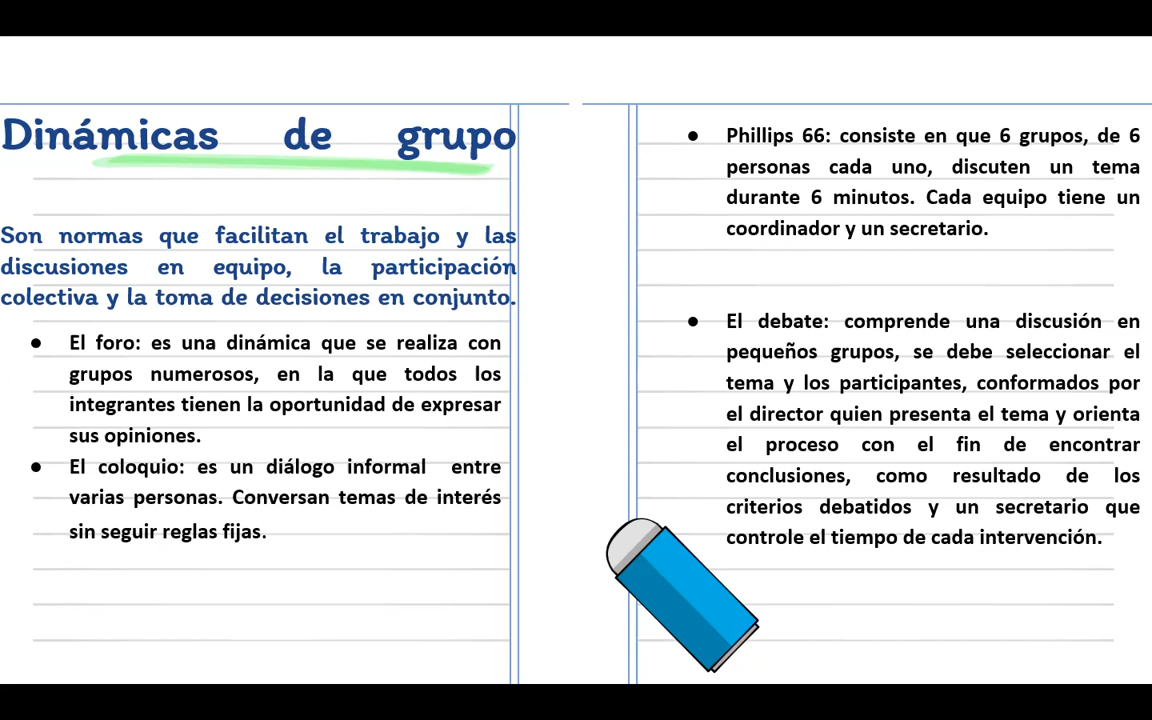 Dinámicas de grupo
Son normas que facilitan el trabajo y las
discusiones en equipo, la participación
colectiva y la toma de decisiones en conjunto.
● El foro: es una dinámica que se realiza con
grupos numerosos, en la que todos los
integrantes tienen la oportunidad de expresar
sus opiniones.
● El coloquio: es un diálogo informal entre
varias personas. Conversan temas de interés
sin seguir reglas fijas.
● Phillips 66: consiste en que 6 grupos, de 6
personas cada uno, discuten un tema
durante 6 minutos. Cada equipo tiene un
coordinador y un secretario.
● El debate: comprende una discusión en
pequeños grupos, se debe seleccionar el
tema y los participantes, conformados por
el director quien presenta el tema y orienta
el proceso con el fin de encontrar
conclusiones, como resultado de los
criterios debatidos y un secretario que
controle el tiempo de cada intervención.